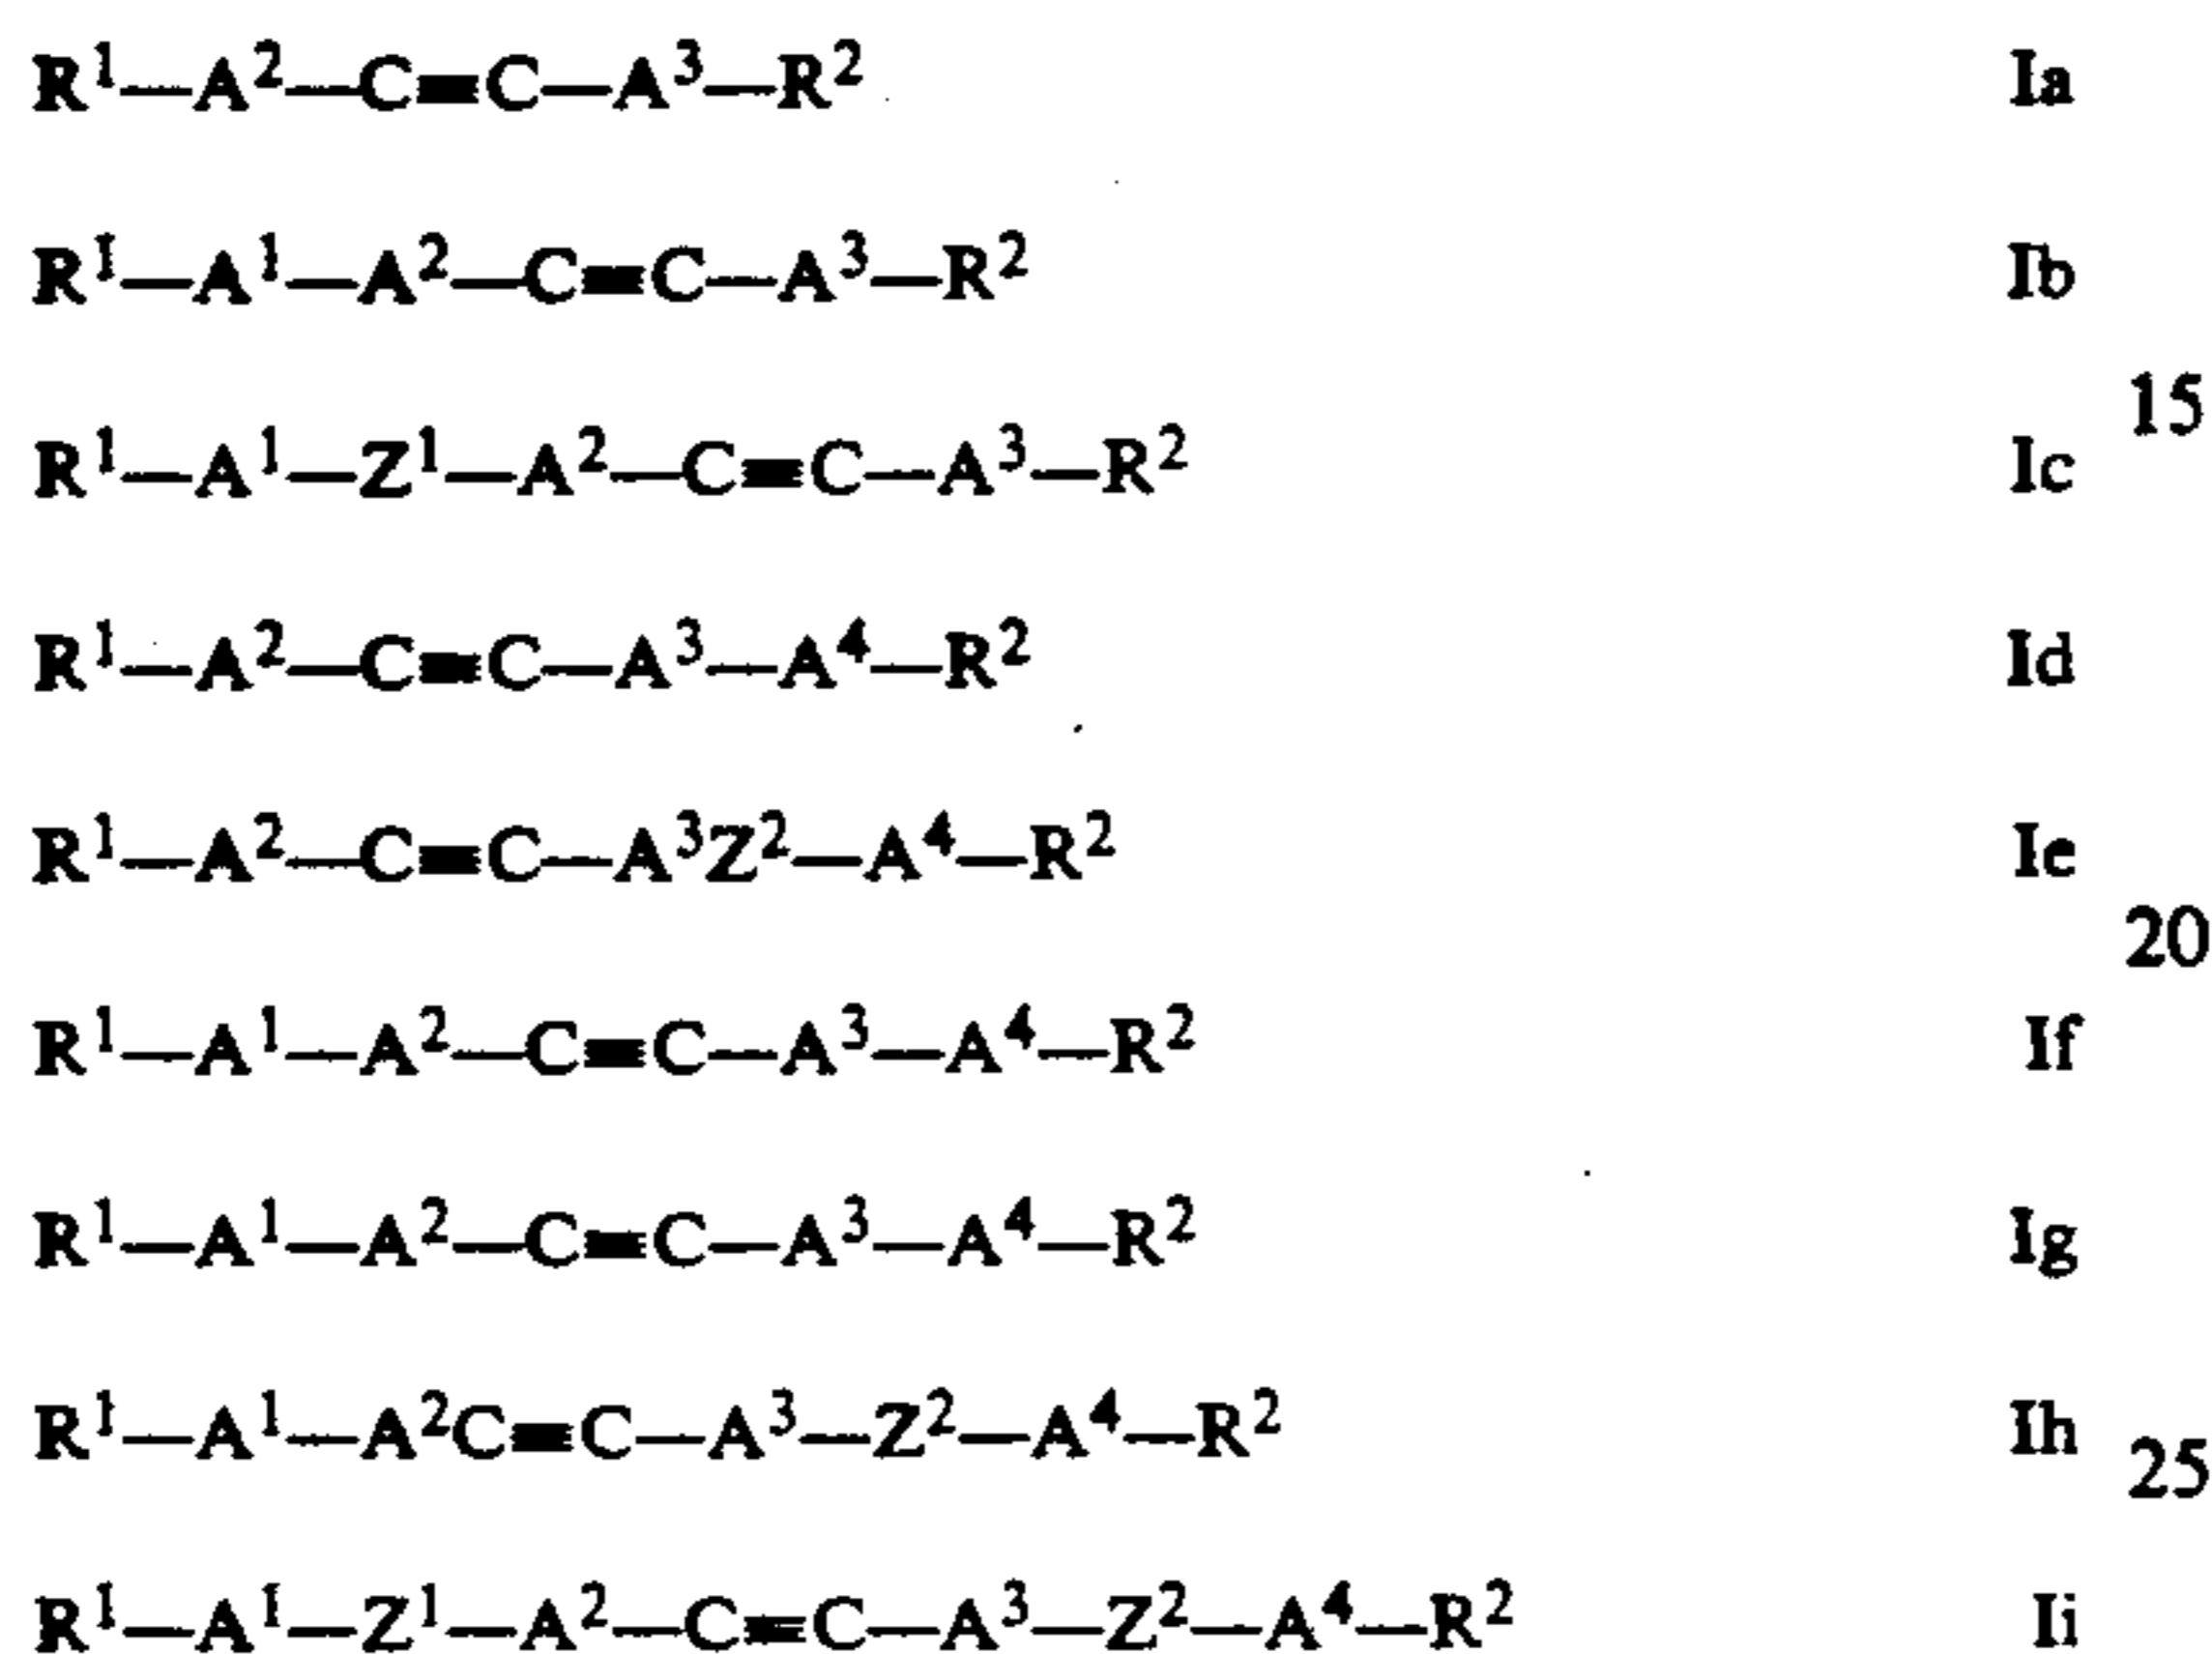 R¹—A²—C≡C—A³—R² Ia
R¹—A¹—A²—C≡C—A³—R² Ib
15
R¹—A¹—Z¹—A²—C≡C—A³—R² Ic
R¹—A²—C≡C—A³—A⁴—R² Id
R¹—A²—C≡C—A³Z²—A⁴—R² Ie
20
R¹—A¹—A²—C≡C—A³—A⁴—R² If
R¹—A¹—A²—C≡C—A³—A⁴—R² Ig
R¹—A¹—A²C≡C—A³—Z²—A⁴—R² Ih
25
R¹—A¹—Z¹—A²—C≡C—A³—Z²—A⁴—R² Ii